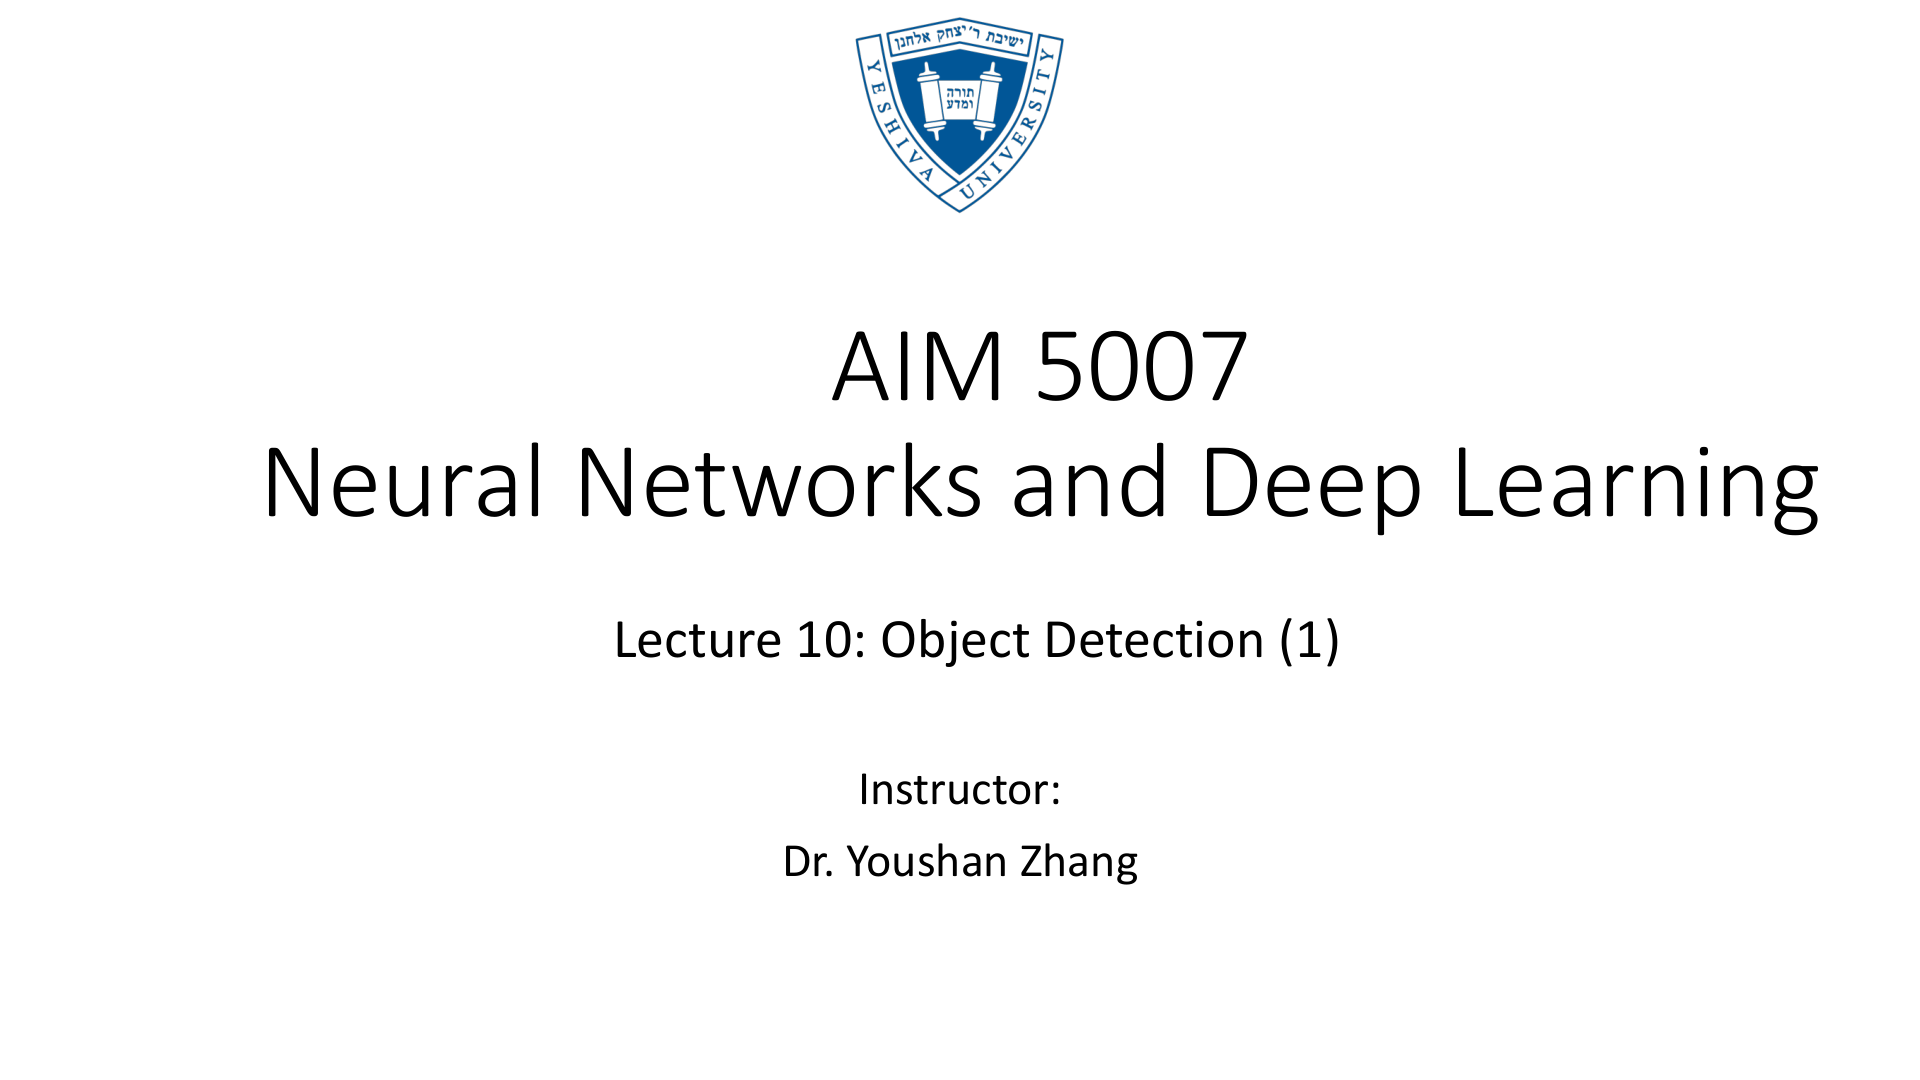 ישיבת ר׳ יצחק אלחנן
YESHIVA UNIVERSITY
תורה
ומדע
AIM 5007
Neural Networks and Deep Learning
Lecture 10: Object Detection (1)
Instructor:
Dr. Youshan Zhang